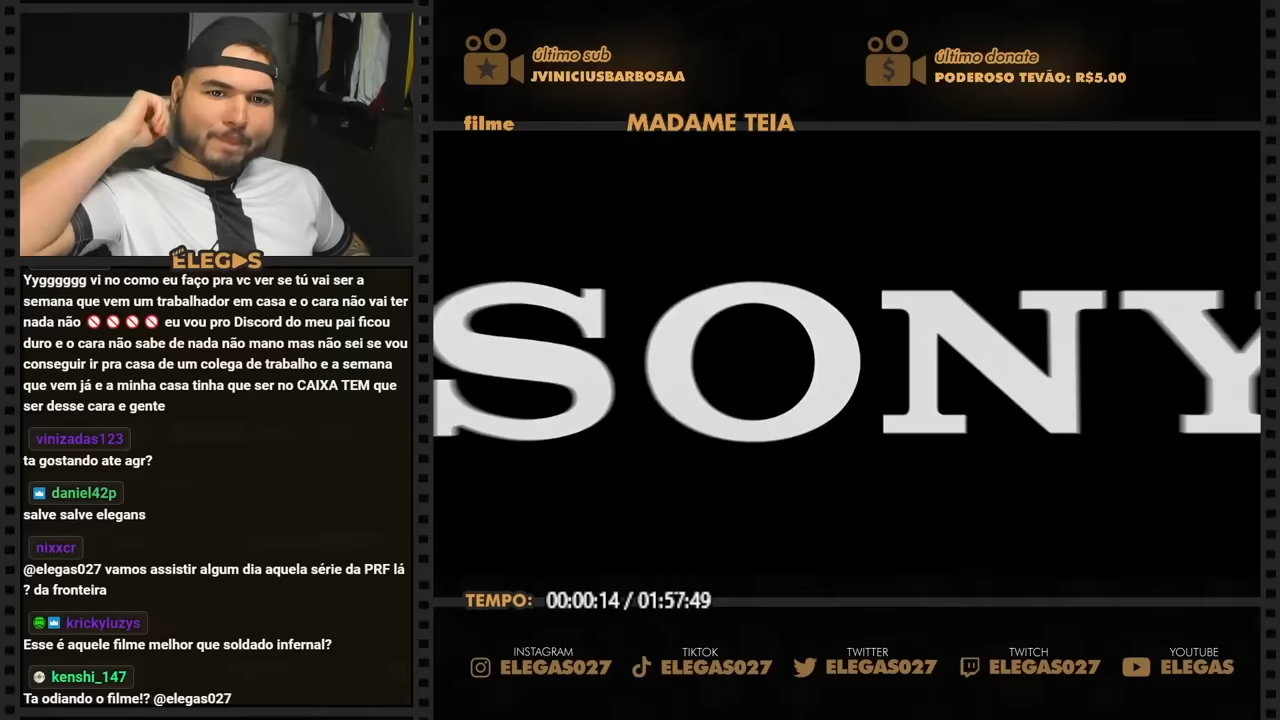 último sub
JVINICIUSBARBOSAA
último donate
PODEROSO TEVÃO: R$5.00
filme
MADAME TEIA
ELEGAS
Yygggggg vi no como eu faço pra vc ver se tú vai ser a
semana que vem um trabalhador em casa e o cara não vai ter
nada não 🚫 🚫 🚫 🚫 eu vou pro Discord do meu pai ficou
duro e o cara não sabe de nada não mano mas não sei se vou
conseguir ir pra casa de um colega de trabalho e a semana
que vem já e a minha casa tinha que ser no CAIXA TEM que
ser desse cara e gente
vinizadas123
ta gostando ate agr?
daniel42p
salve salve elegans
nixxcr
@elegas027 vamos assistir algum dia aquela série da PRF lá
? da fronteira
krickyluzys
Esse é aquele filme melhor que soldado infernal?
kenshi_147
Ta odiando o filme!? @elegas027
SONY
TEMPO: 00:00:14 / 01:57:49
INSTAGRAM
ELEGAS027
TIKTOK
ELEGAS027
TWITTER
ELEGAS027
TWITCH
ELEGAS027
YOUTUBE
ELEGAS